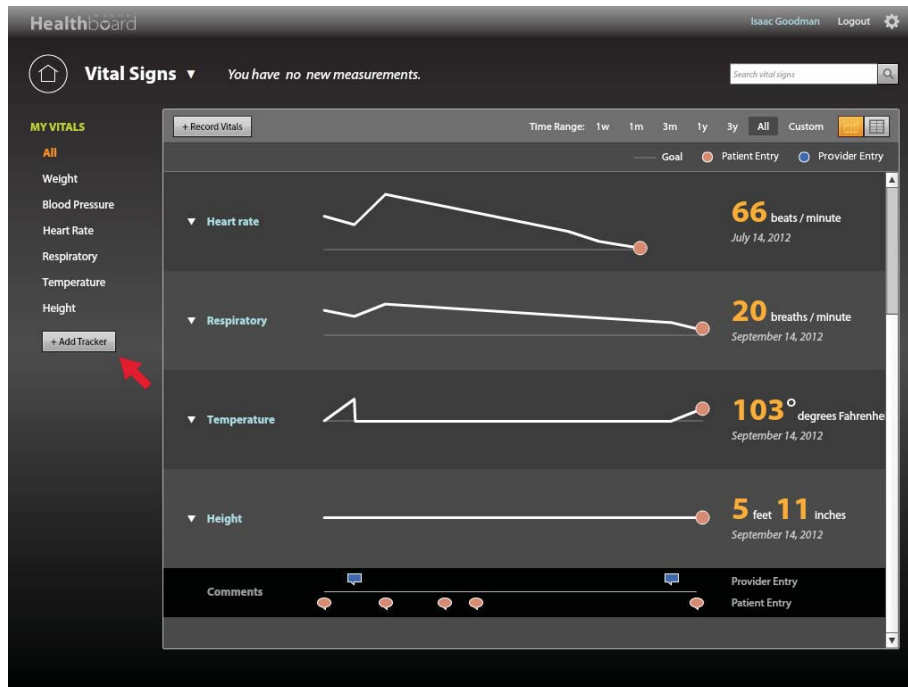 Healthboard
Isaac Goodman Logout
Vital Signs ▼ You have no new measurements.
Search vital signs
MY VITALS
All
Weight
Blood Pressure
Heart Rate
Respiratory
Temperature
Height
+ Add Tracker
+ Record Vitals
Time Range: 1w 1m 3m 1y 3y All Custom
Goal Patient Entry Provider Entry
▼ Heart rate
66 beats / minute
July 14, 2012
▼ Respiratory
20 breaths / minute
September 14, 2012
▼ Temperature
103° degrees Fahrenhe
September 14, 2012
▼ Height
5 feet 11 inches
September 14, 2012
Comments
Provider Entry
Patient Entry